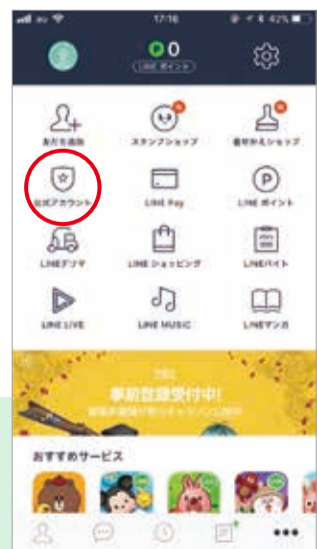 au 17:16 42%
0
LINE ポイント
友だち追加 スタンプショップ 着せかえショップ
公式アカウント LINE Pay LINE ポイント
LINEデリマ LINE ショッピング LINEバイト
LINE LIVE LINE MUSIC LINEマンガ
事前登録受付中!
おすすめサービス